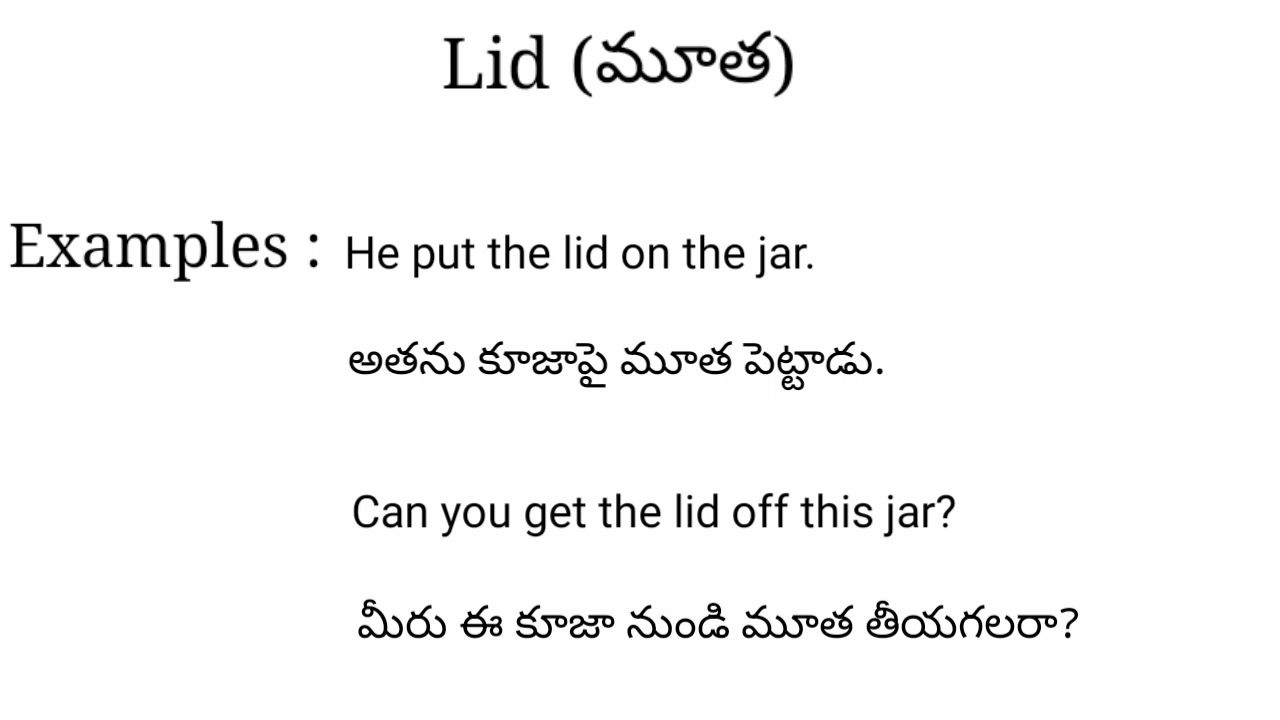 Lid (మూత)
Examples : He put the lid on the jar.
అతను కూజాపై మూత పెట్టాడు.
Can you get the lid off this jar?
మీరు ఈ కూజా నుండి మూత తీయగలరా?